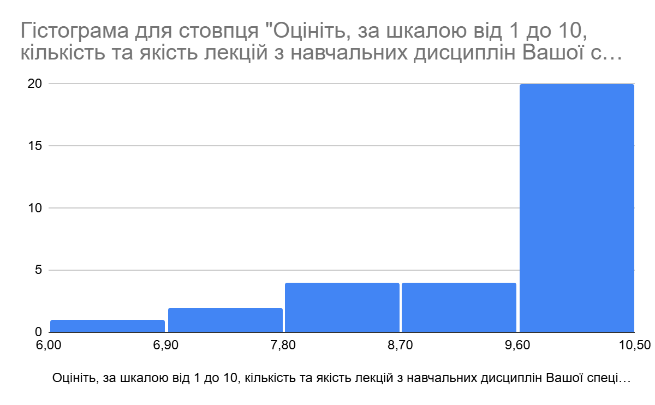 Гістограма для стовпця "Оцініть, за шкалою від 1 до 10,
кількість та якість лекцій з навчальних дисциплін Вашої с…
20
15
10
5
0
6,00 6,90 7,80 8,70 9,60 10,50
Оцініть, за шкалою від 1 до 10, кількість та якість лекцій з навчальних дисциплін Вашої спеці…